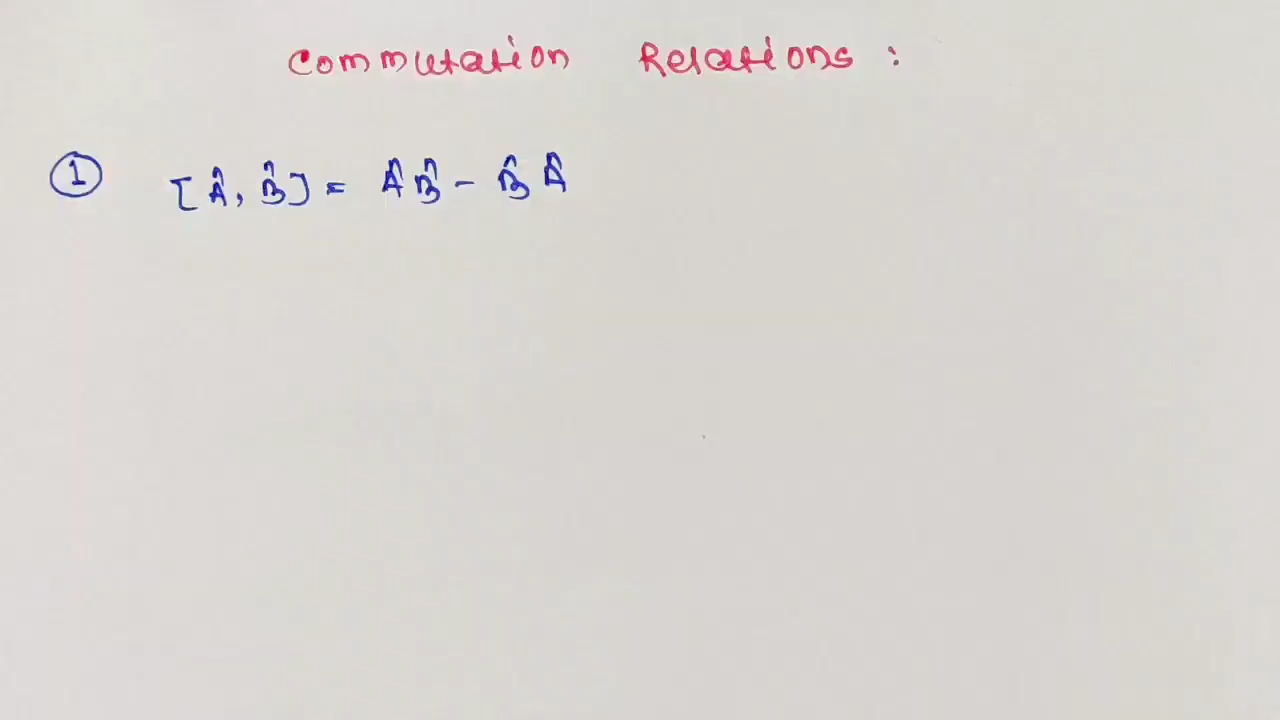 Commutation Relations :
① [Â, B̂] = ÂB̂ - B̂Â